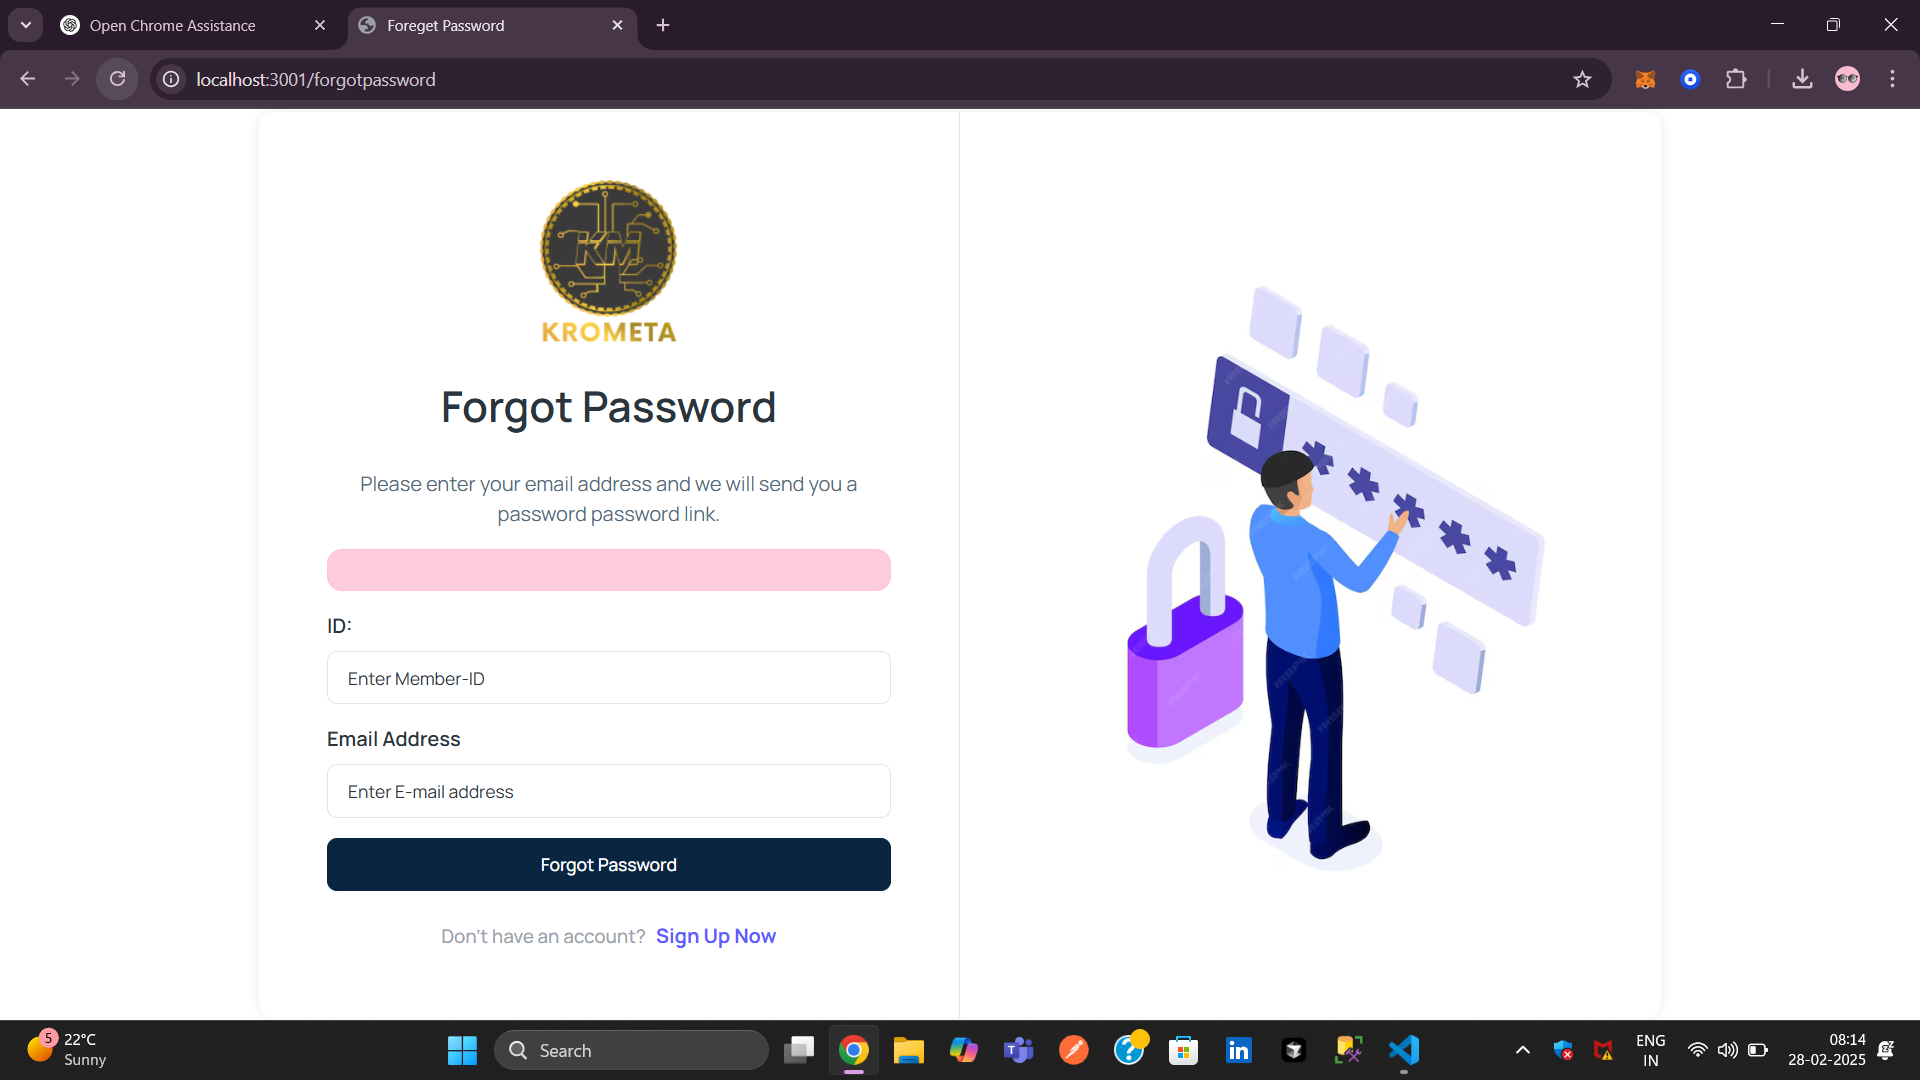 Open Chrome Assistance
Foreget Password
localhost:3001/forgotpassword
KM
KROMETA
Forgot Password
Please enter your email address and we will send you a
password password link.
ID:
Enter Member-ID
Email Address
Enter E-mail address
Forgot Password
Don't have an account? Sign Up Now
*****
5
22°C
Sunny
Search
ENG
IN
08:14
28-02-2025